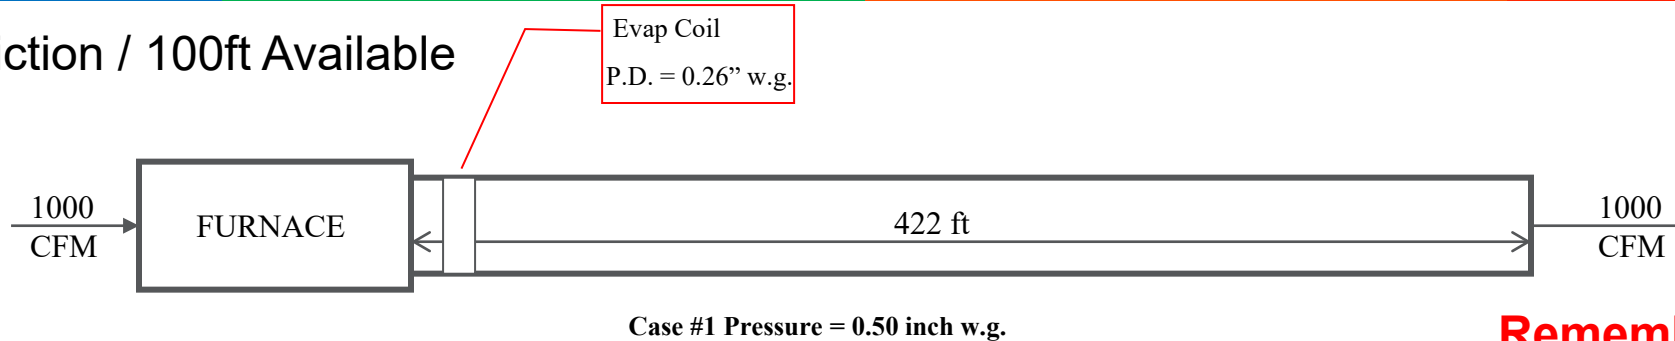 ction / 100ft Available
Evap Coil
P.D. = 0.26” w.g.
1000
CFM
FURNACE
422 ft
1000
CFM
Case #1 Pressure = 0.50 inch w.g.